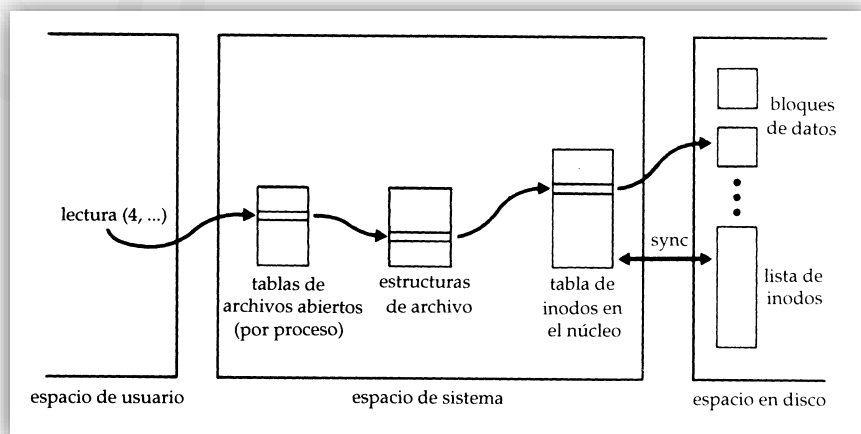 bloques
de datos
lectura (4, ...)
sync
tablas de
archivos abiertos
(por proceso)
estructuras
de archivo
tabla de
inodos en
el núcleo
lista de
inodos
espacio de usuario
espacio de sistema
espacio en disco